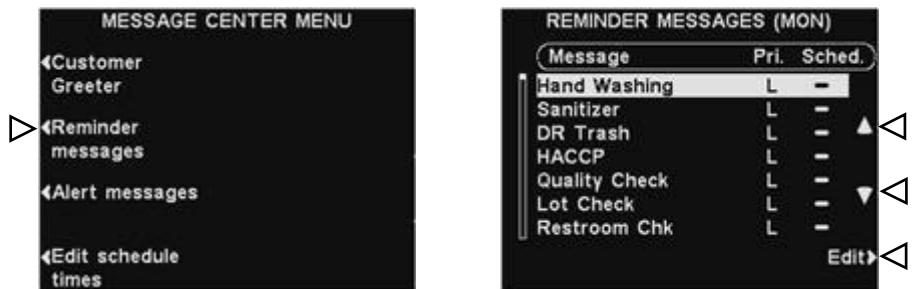 MESSAGE CENTER MENU
Customer
Greeter
Reminder
messages
Alert messages
Edit schedule
times
REMINDER MESSAGES (MON)
Message Pri. Sched.
Hand Washing L –
Sanitizer L –
DR Trash L –
HACCP L –
Quality Check L –
Lot Check L –
Restroom Chk L –
Edit